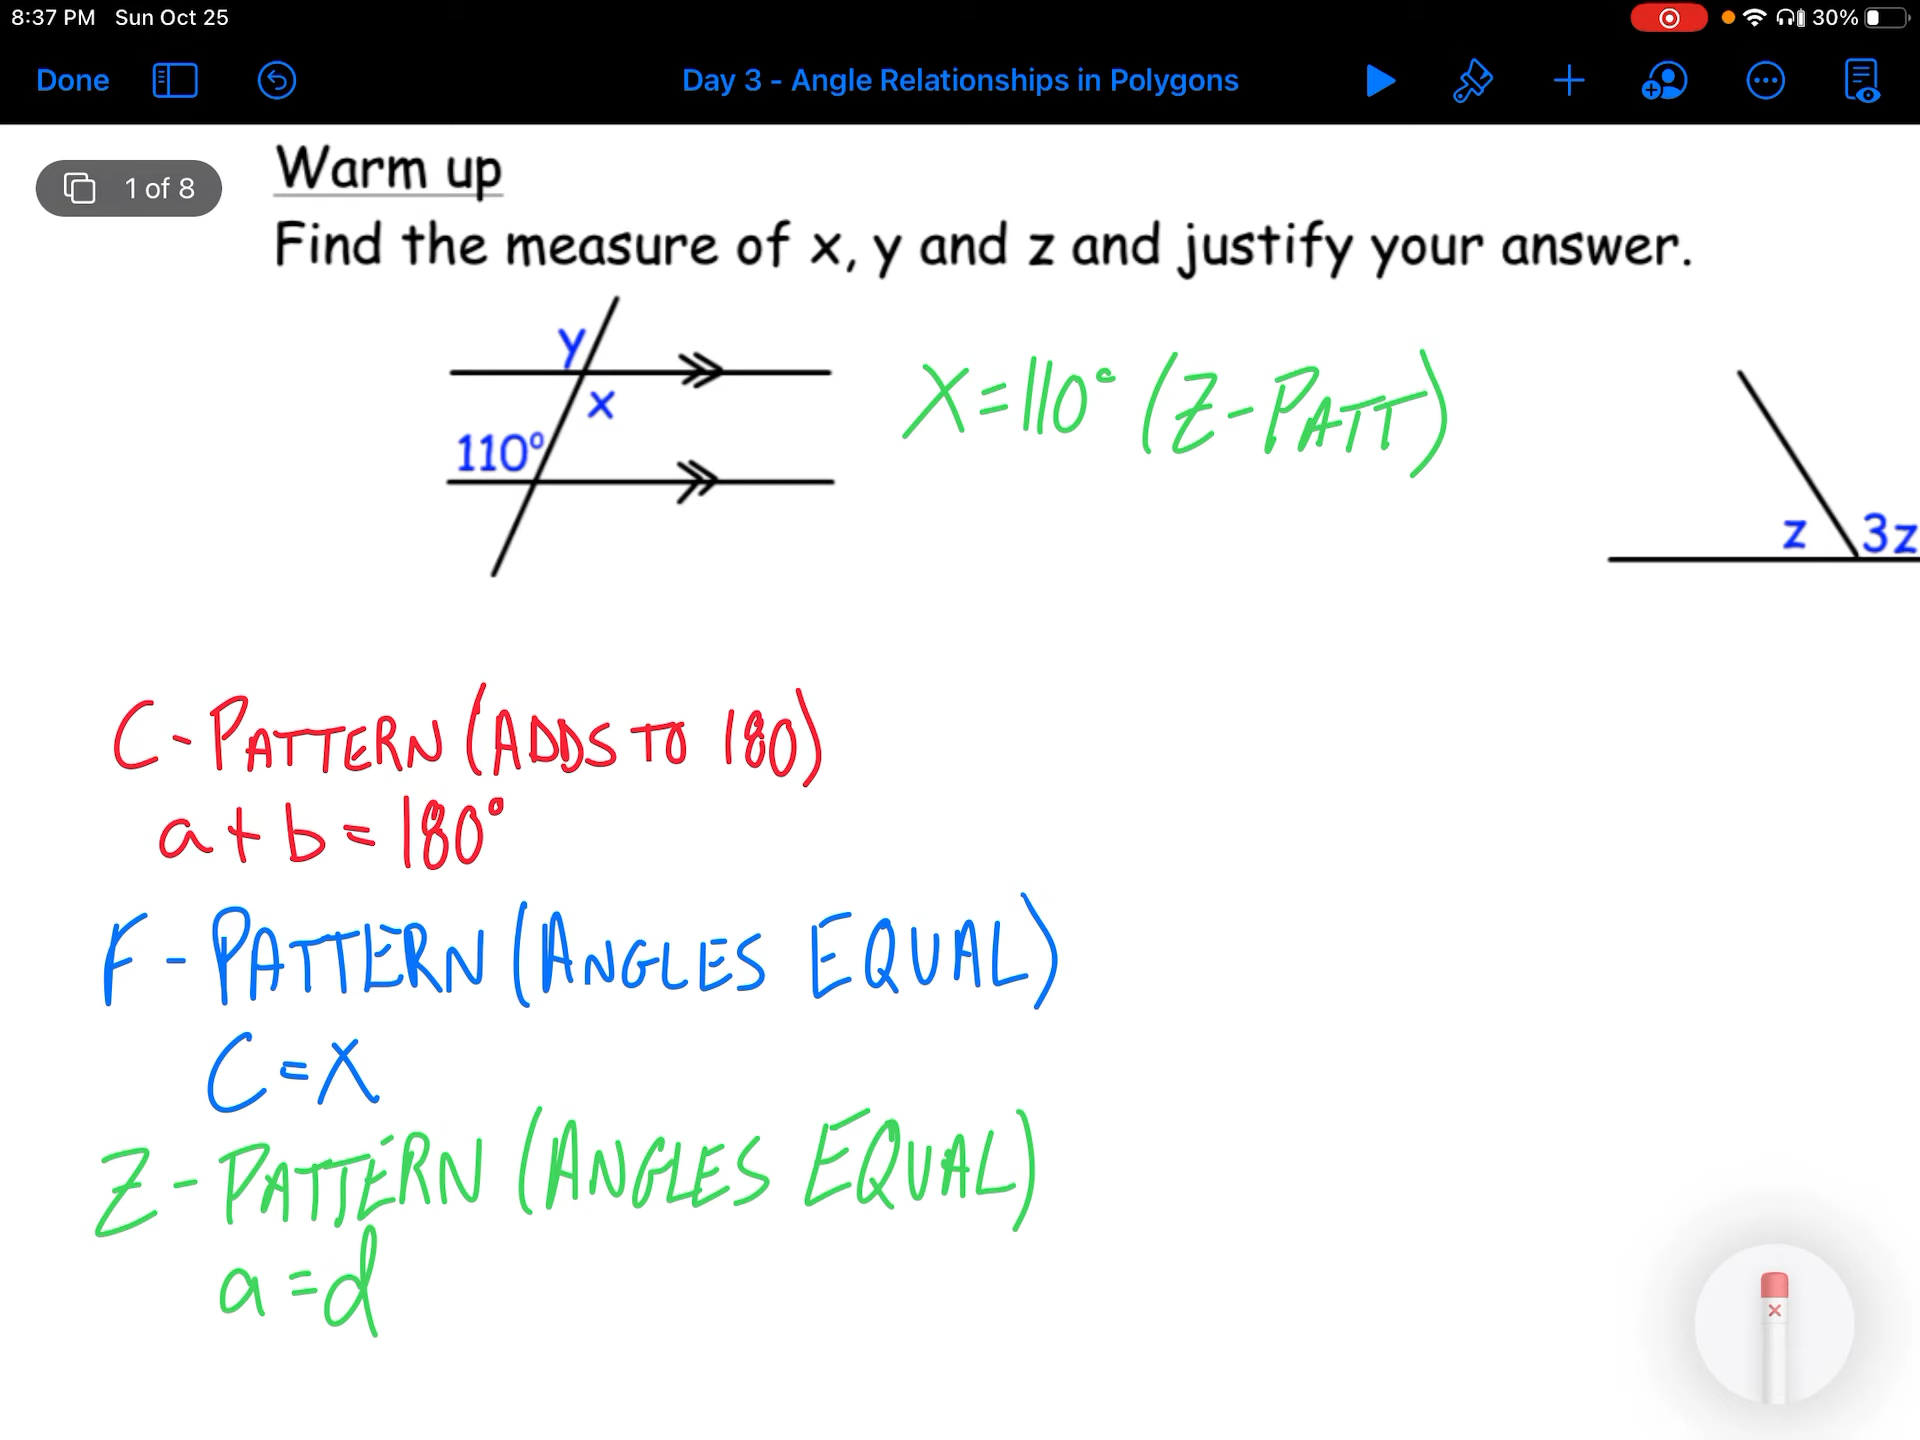 8:37 PM Sun Oct 25
30%
Done
Day 3 - Angle Relationships in Polygons
1 of 8
Warm up
Find the measure of x, y and z and justify your answer.
y
x
110°
X=110° (Z-PATT)
z 3z
C-PATTERN (ADDS TO 180)
a + b = 180°
F - PATTERN (ANGLES EQUAL)
C=X
Z-PATTERN (ANGLES EQUAL)
a=d